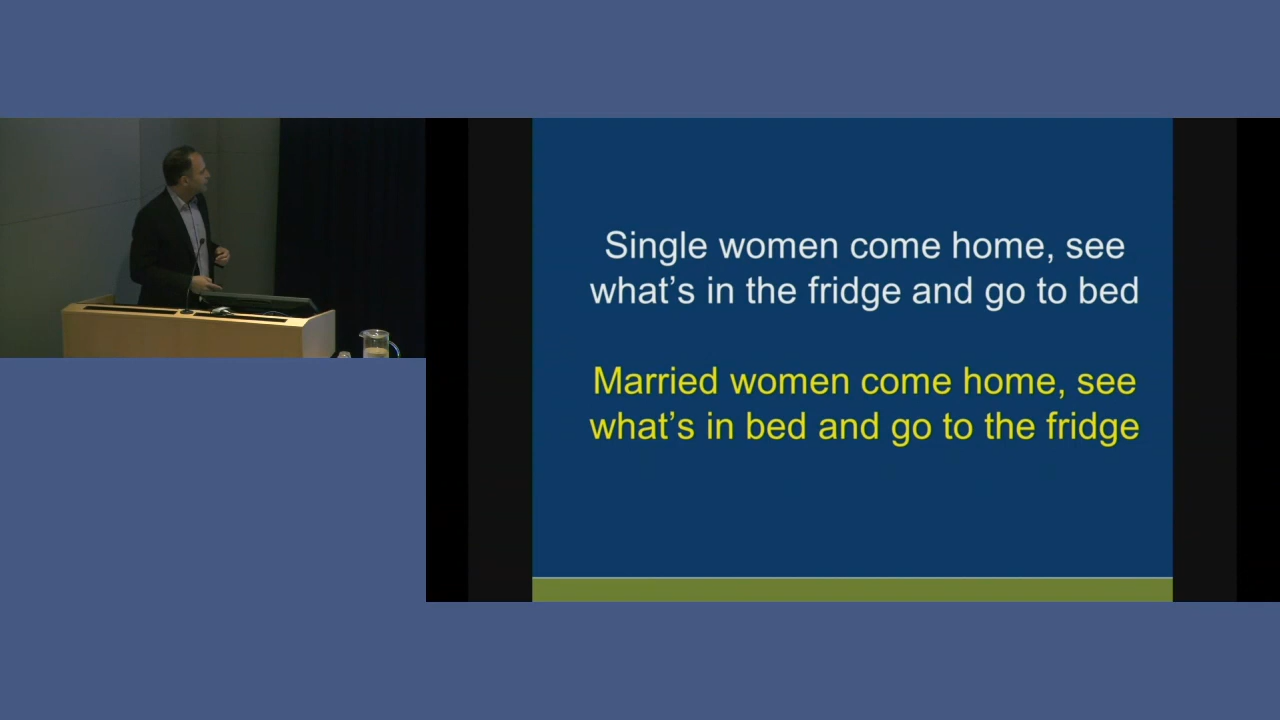 Single women come home, see
what’s in the fridge and go to bed
Married women come home, see
what’s in bed and go to the fridge